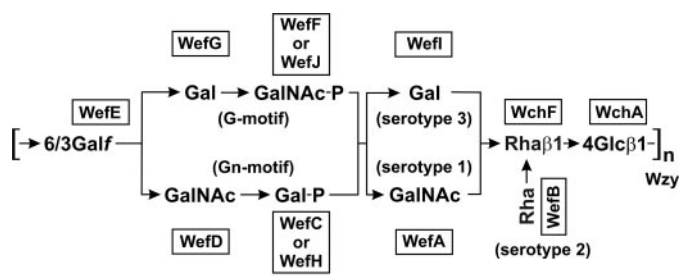 WefG
WefF
or
WefJ
WefI
WefE
Gal
GalNAc-P
Gal
WchF
WchA
(G-motif)
(serotype 3)
[ 6/3Galf
Rhaβ1
4Glcβ1 ]n
(Gn-motif)
(serotype 1)
Wzy
GalNAc
Gal-P
GalNAc
Rha
WefB
WefD
WefC
or
WefH
WefA
(serotype 2)